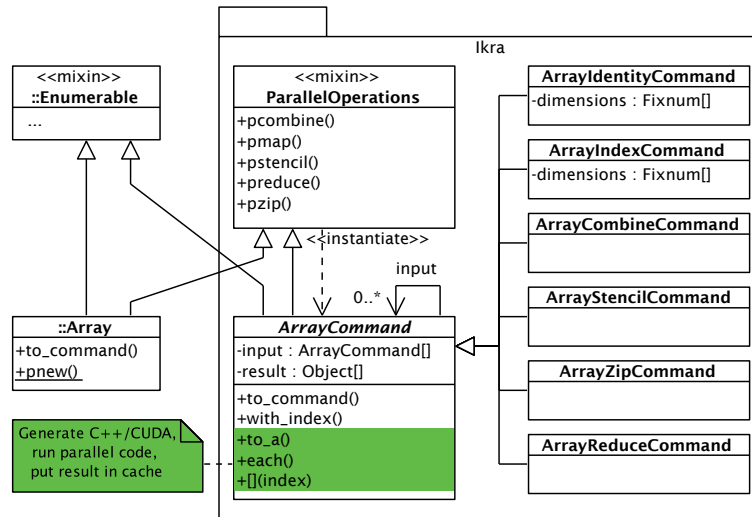 Ikra
<<mixin>>
::Enumerable
...
<<mixin>>
ParallelOperations
+pcombine()
+pmap()
+pstencil()
+preduce()
+pzip()
<<instantiate>>
input
0..*
::Array
+to_command()
+pnew()
ArrayCommand
-input : ArrayCommand[]
-result : Object[]
+to_command()
+with_index()
+to_a()
+each()
+[](index)
Generate C++/CUDA,
run parallel code,
put result in cache
ArrayIdentityCommand
-dimensions : Fixnum[]
ArrayIndexCommand
-dimensions : Fixnum[]
ArrayCombineCommand
ArrayStencilCommand
ArrayZipCommand
ArrayReduceCommand